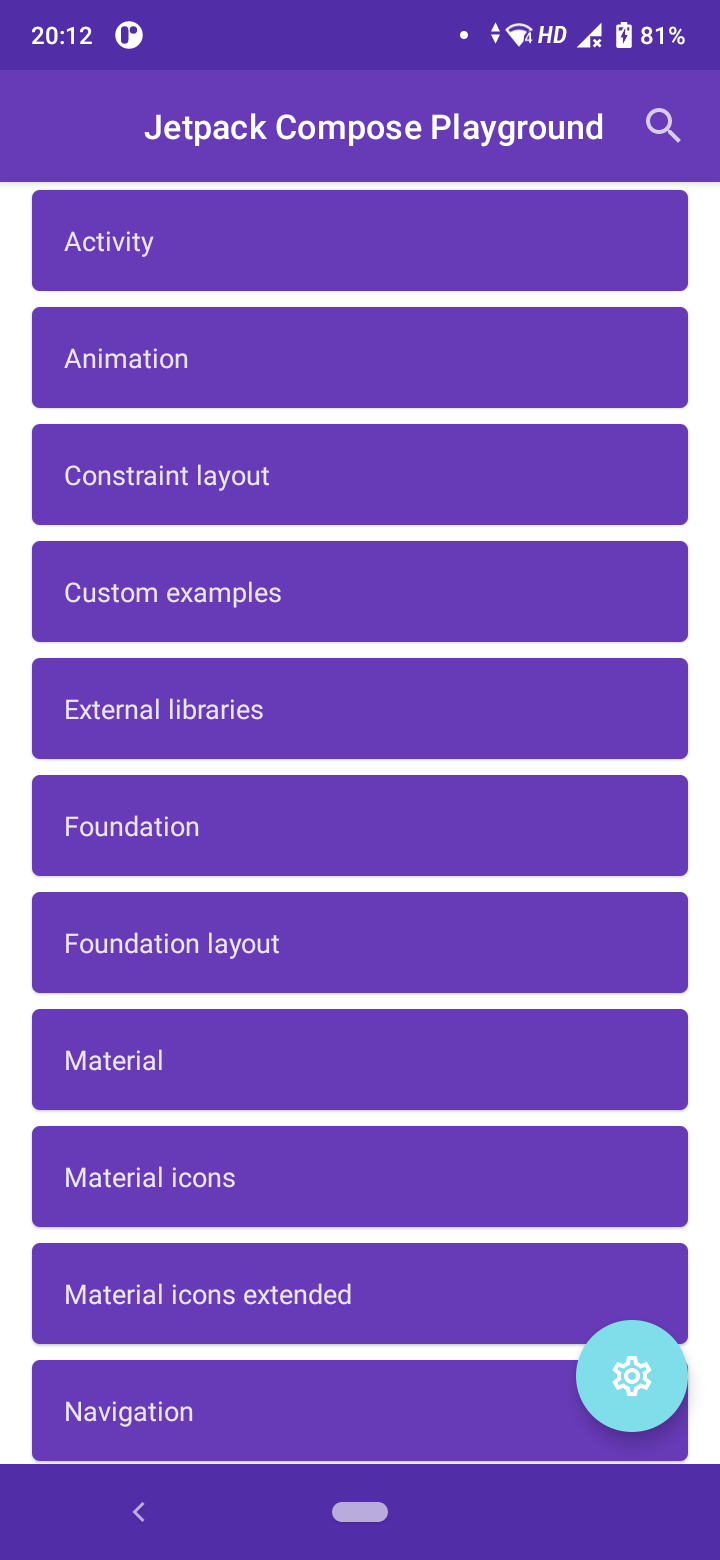 20:12 4 HD 81%
Jetpack Compose Playground
Activity
Animation
Constraint layout
Custom examples
External libraries
Foundation
Foundation layout
Material
Material icons
Material icons extended
Navigation